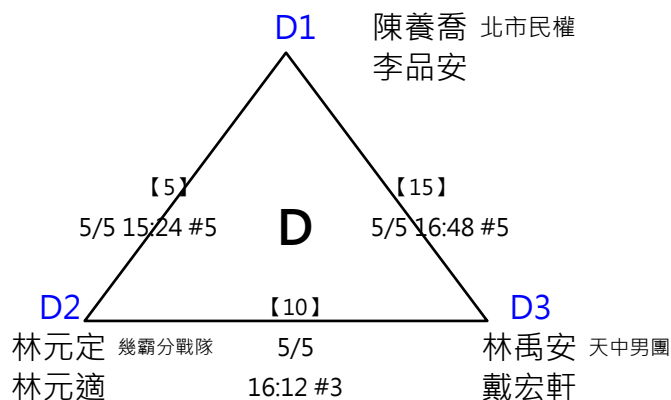 D1 陳養喬 北市民權
李品安
【5】 【15】
5/5 15:24 #5 D 5/5 16:48 #5
D2 【10】 D3
林元定 幾霸分戰隊 5/5 林禹安 天中男團
林元適 16:12 #3 戴宏軒